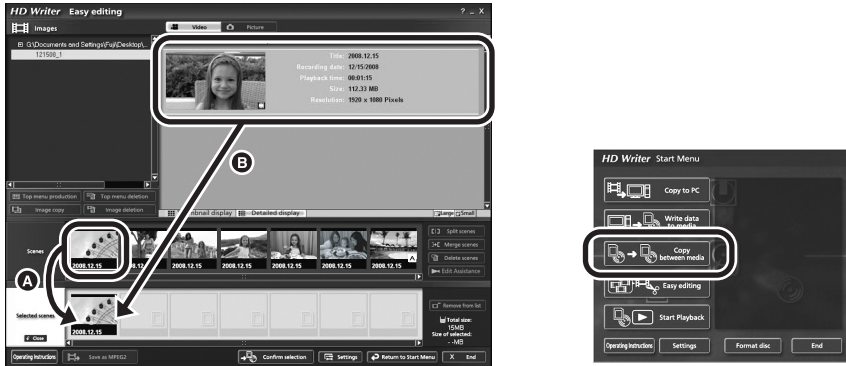 HD Writer Easy editing ? _ X
Images
Video Picture
G:\Documents and Settings\Fuji\Desktop\...
121508_1
Title: 2008.12.15
Recording date: 12/15/2008
Playback time: 00:01:15
Size: 112.33 MB
Resolution: 1920 x 1080 Pixels
B
Top menu production Top menu deletion
Image copy Image deletion
Detailed display Large Small
Scenes
2008.12.15 2008.12.15 2008.12.15 2008.12.15 2008.12.15 2008.12.15
A
Split scenes
Merge scenes
Delete scenes
Edit Assistance
A
Selected scenes
2008.12.15
Close
Remove from list
Total size:
15MB
Size of selected:
- -MB
Operating Instructions Save as MPEG2 Confirm selection Settings Return to Start Menu X End
HD Writer Start Menu
Copy to PC
Write data
to media
Copy
between media
Easy editing
Start Playback
Operating Instructions Settings Format disc End